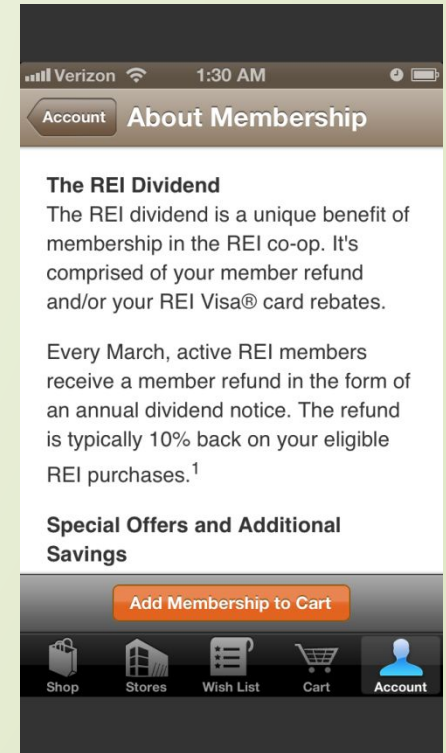 Verizon 1:30 AM
Account About Membership
The REI Dividend
The REI dividend is a unique benefit of
membership in the REI co-op. It's
comprised of your member refund
and/or your REI Visa® card rebates.
Every March, active REI members
receive a member refund in the form of
an annual dividend notice. The refund
is typically 10% back on your eligible
REI purchases.¹
Special Offers and Additional
Savings
Add Membership to Cart
Shop Stores Wish List Cart Account